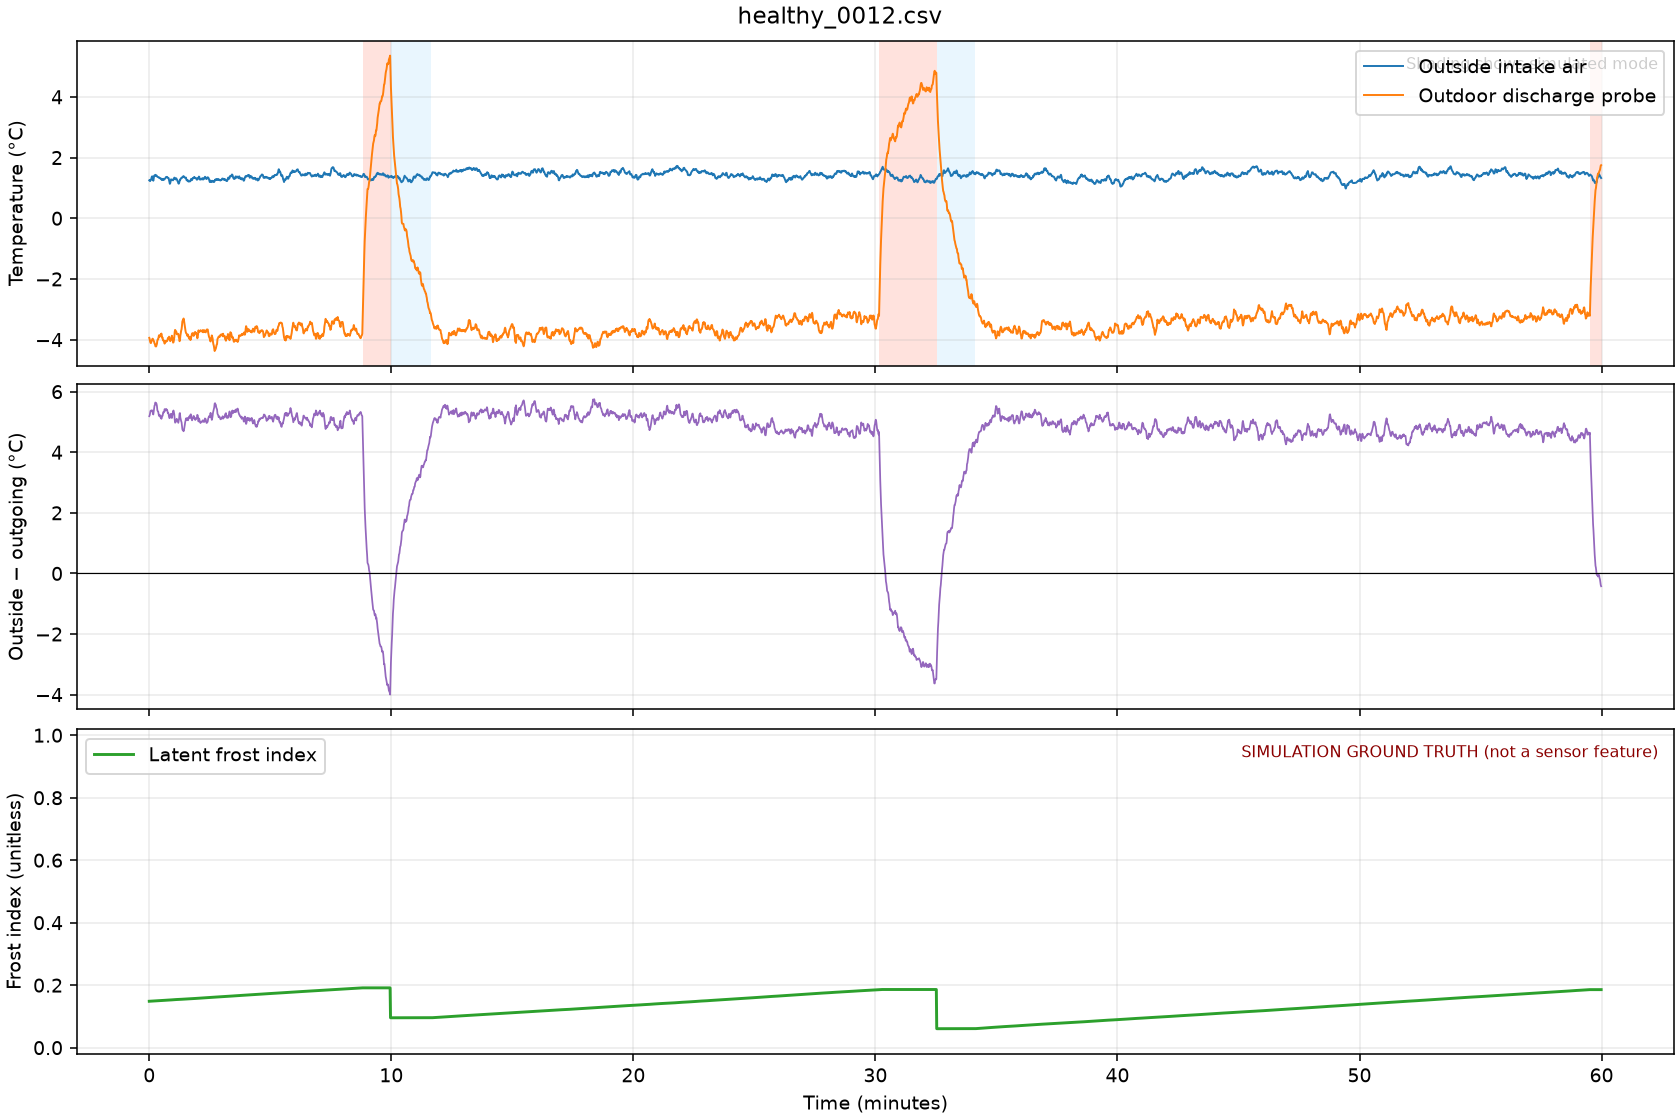 healthy_0012.csv
Temperature (°C)
4
2
0
−2
−4
Outside intake air
Outdoor discharge probe
Outside − outgoing (°C)
6
4
2
0
−2
−4
Frost index (unitless)
1.0
0.8
0.6
0.4
0.2
0.0
Latent frost index
SIMULATION GROUND TRUTH (not a sensor feature)
0 10 20 30 40 50 60
Time (minutes)